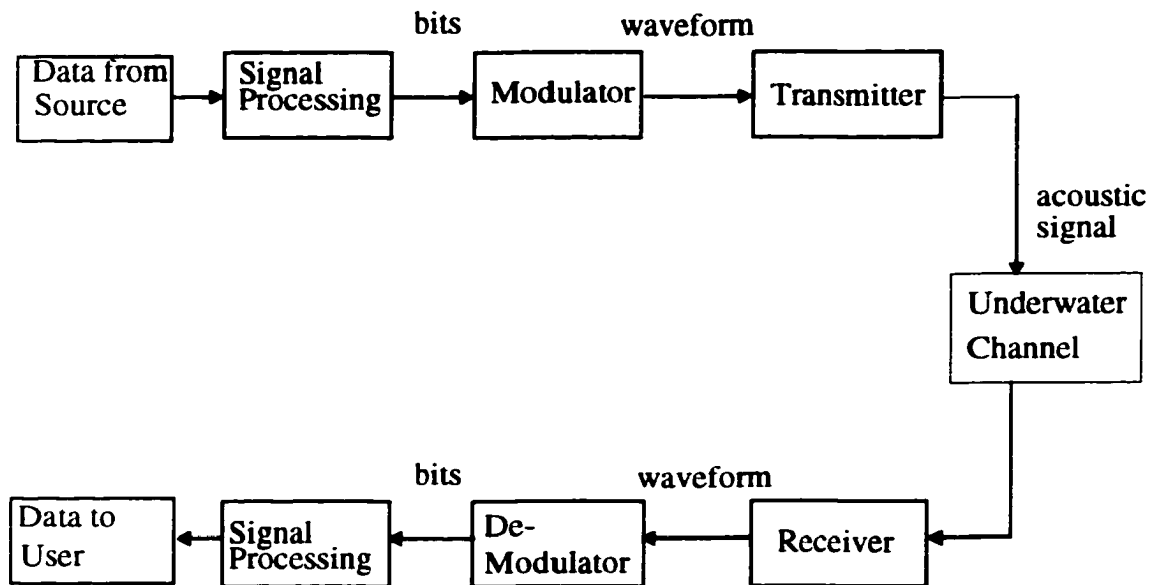 bits
waveform
Data from
Source
Signal
Processing
Modulator
Transmitter
acoustic
signal
Underwater
Channel
bits
waveform
Data to
User
Signal
Processing
De-
Modulator
Receiver